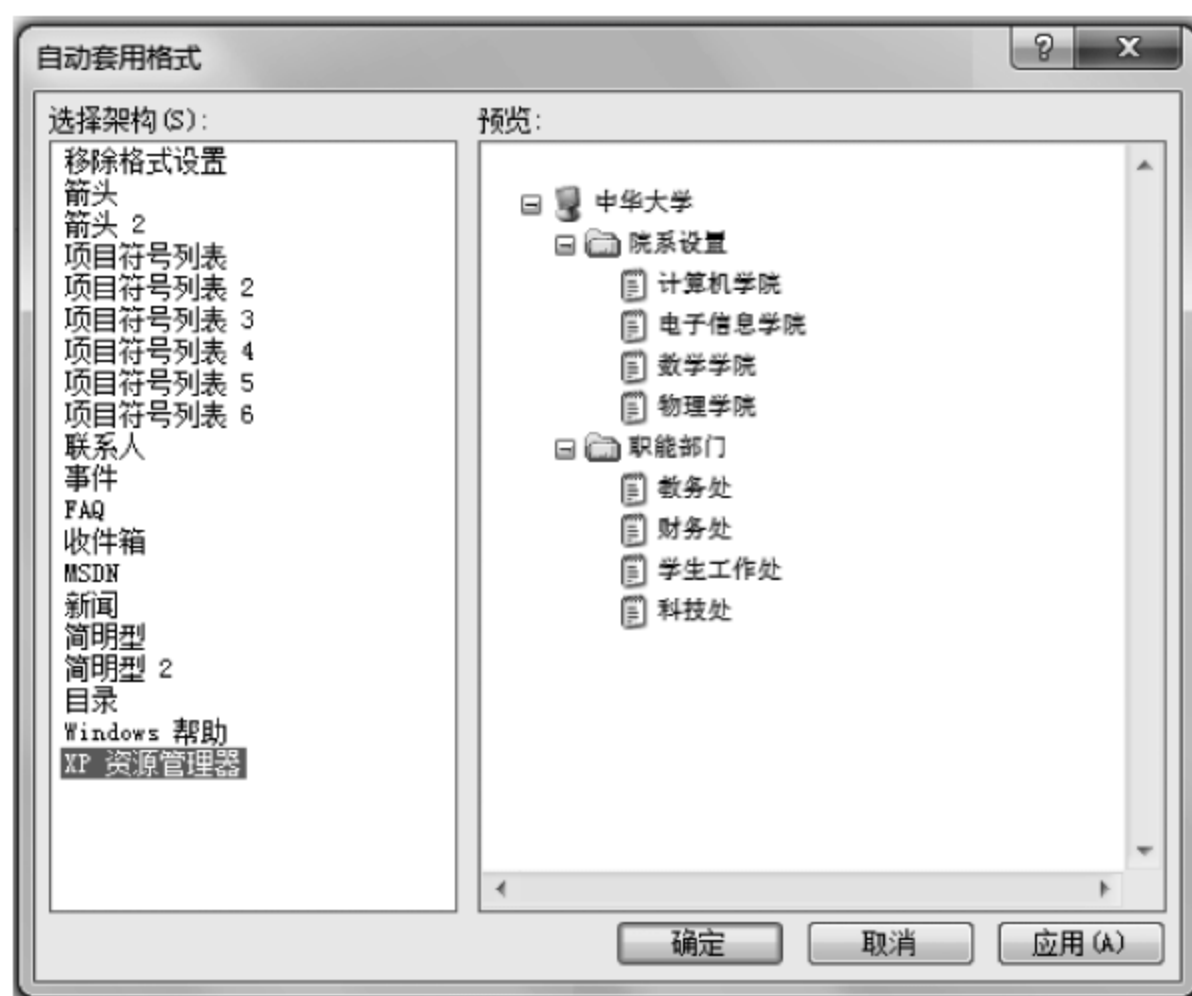 自动套用格式
选择架构(S):
移除格式设置
箭头
箭头 2
项目符号列表
项目符号列表 2
项目符号列表 3
项目符号列表 4
项目符号列表 5
项目符号列表 6
联系人
事件
FAQ
收件箱
MSDN
新闻
简明型
简明型 2
目录
Windows 帮助
XP 资源管理器
预览:
中华大学
院系设置
计算机学院
电子信息学院
数学学院
物理学院
职能部门
教务处
财务处
学生工作处
科技处
确定
取消
应用(A)